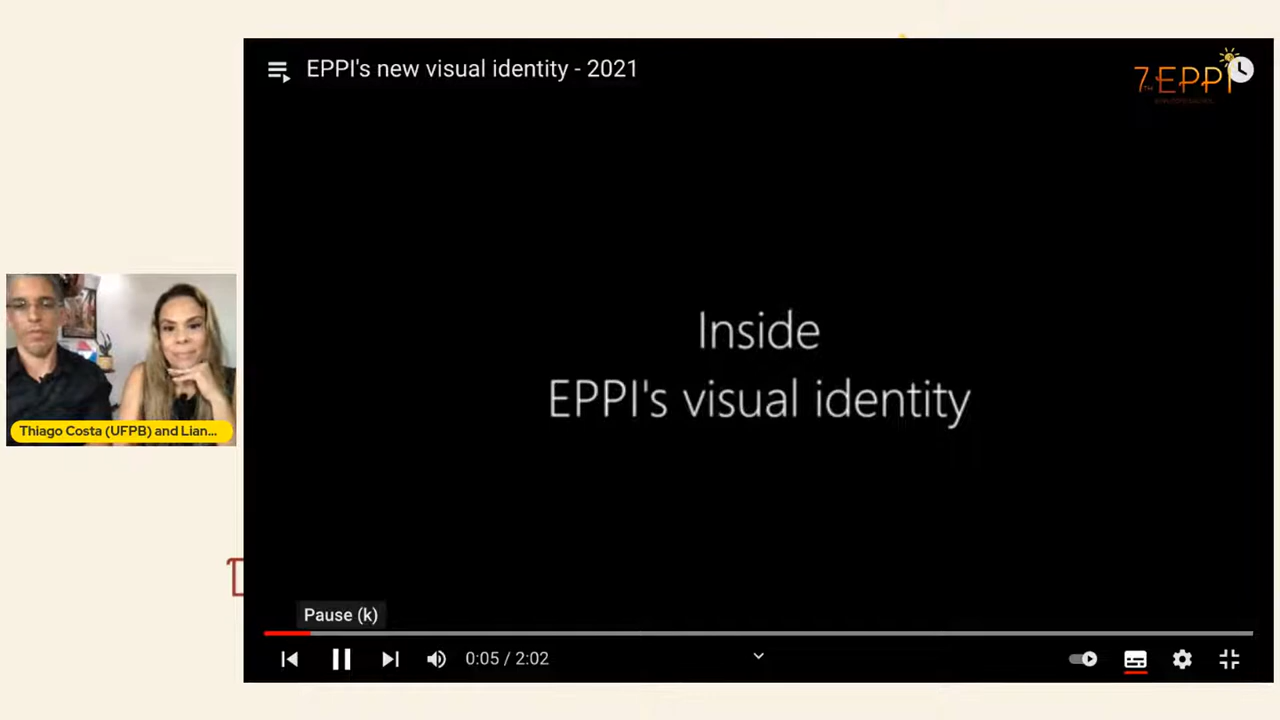 EPPI's new visual identity - 2021
7TH EPPI
Inside
EPPI's visual identity
Thiago Costa (UFPB) and Lian...
Pause (k)
0:05 / 2:02